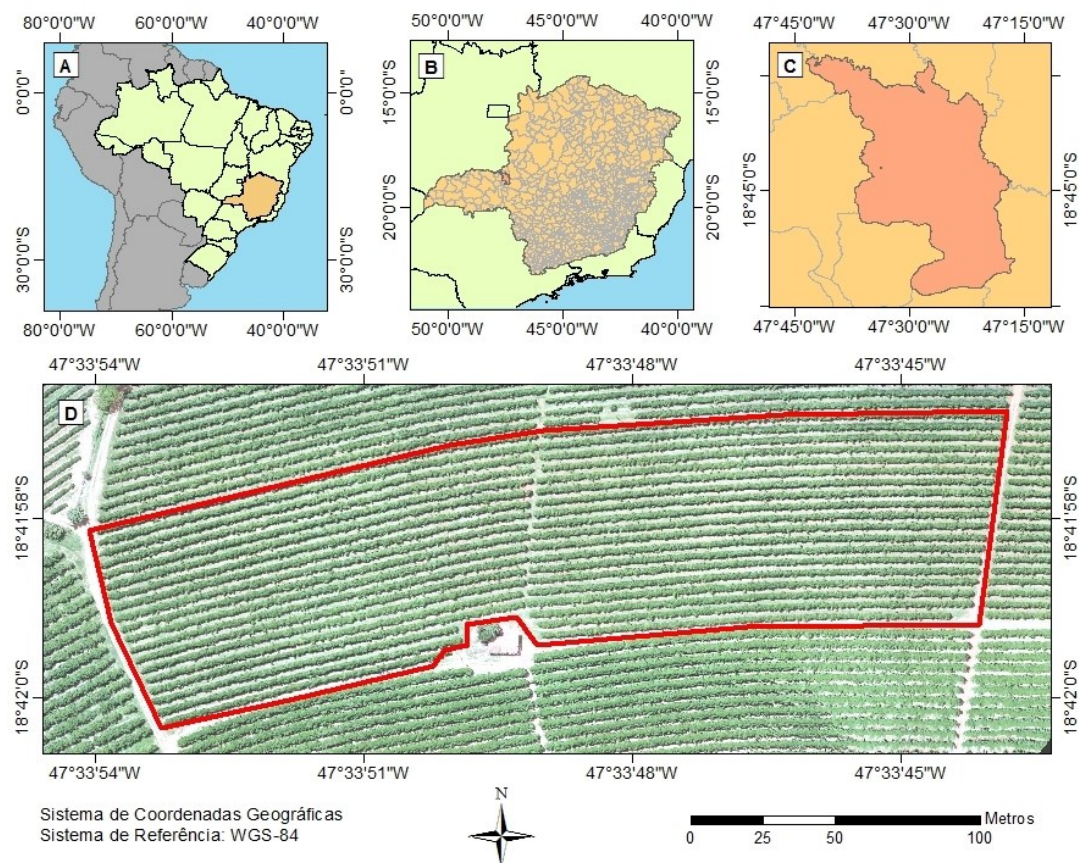 80°0'0"W 60°0'0"W 40°0'0"W
50°0'0"W 45°0'0"W 40°0'0"W
47°45'0"W 47°30'0"W 47°15'0"W
A
B
C
0°0'0"
0°0'0"
30°0'0"S
30°0'0"S
15°0'0"S
15°0'0"S
20°0'0"S
20°0'0"S
18°45'0"S
18°45'0"S
80°0'0"W 60°0'0"W 40°0'0"W
50°0'0"W 45°0'0"W 40°0'0"W
47°45'0"W 47°30'0"W 47°15'0"W
47°33'54"W 47°33'51"W 47°33'48"W 47°33'45"W
D
18°41'58"S
18°41'58"S
18°42'0"S
18°42'0"S
47°33'54"W 47°33'51"W 47°33'48"W 47°33'45"W
Sistema de Coordenadas Geográficas
Sistema de Referência: WGS-84
N
Metros
0 25 50 100